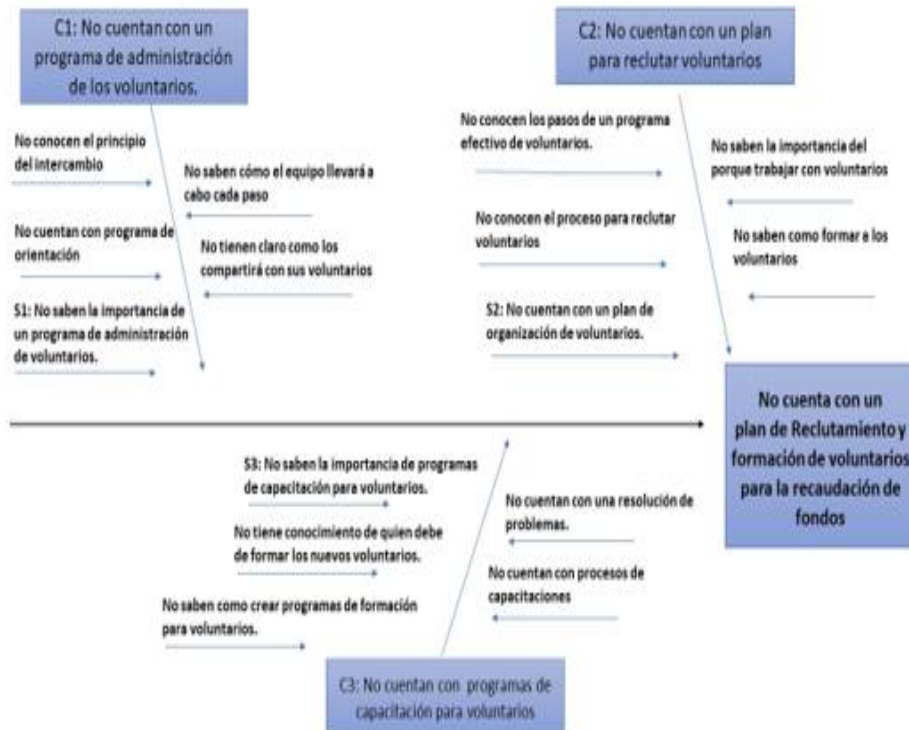 C1: No cuentan con un
programa de administración
de los voluntarios.
No conocen el principio
del intercambio
No saben cómo el equipo llevará a
cabo cada paso
No cuentan con programa de
orientación
No tienen claro como los
compartirá con sus voluntarios
S1: No saben la importancia de
un programa de administración
de voluntarios.
C2: No cuentan con un plan
para reclutar voluntarios
No conocen los pasos de un programa
efectivo de voluntarios.
No saben la importancia del
porque trabajar con voluntarios
No conocen el proceso para reclutar
voluntarios
No saben como formar a los
voluntarios
S2: No cuentan con un plan de
organización de voluntarios.
No cuenta con un
plan de Reclutamiento y
formación de voluntarios
para la recaudación de
fondos
S3: No saben la importancia de programas
de capacitación para voluntarios.
No cuentan con una resolución de
problemas.
No tiene conocimiento de quien debe
de formar los nuevos voluntarios.
No cuentan con procesos de
capacitaciones
No saben como crear programas de formación
para voluntarios.
C3: No cuentan con programas de
capacitación para voluntarios